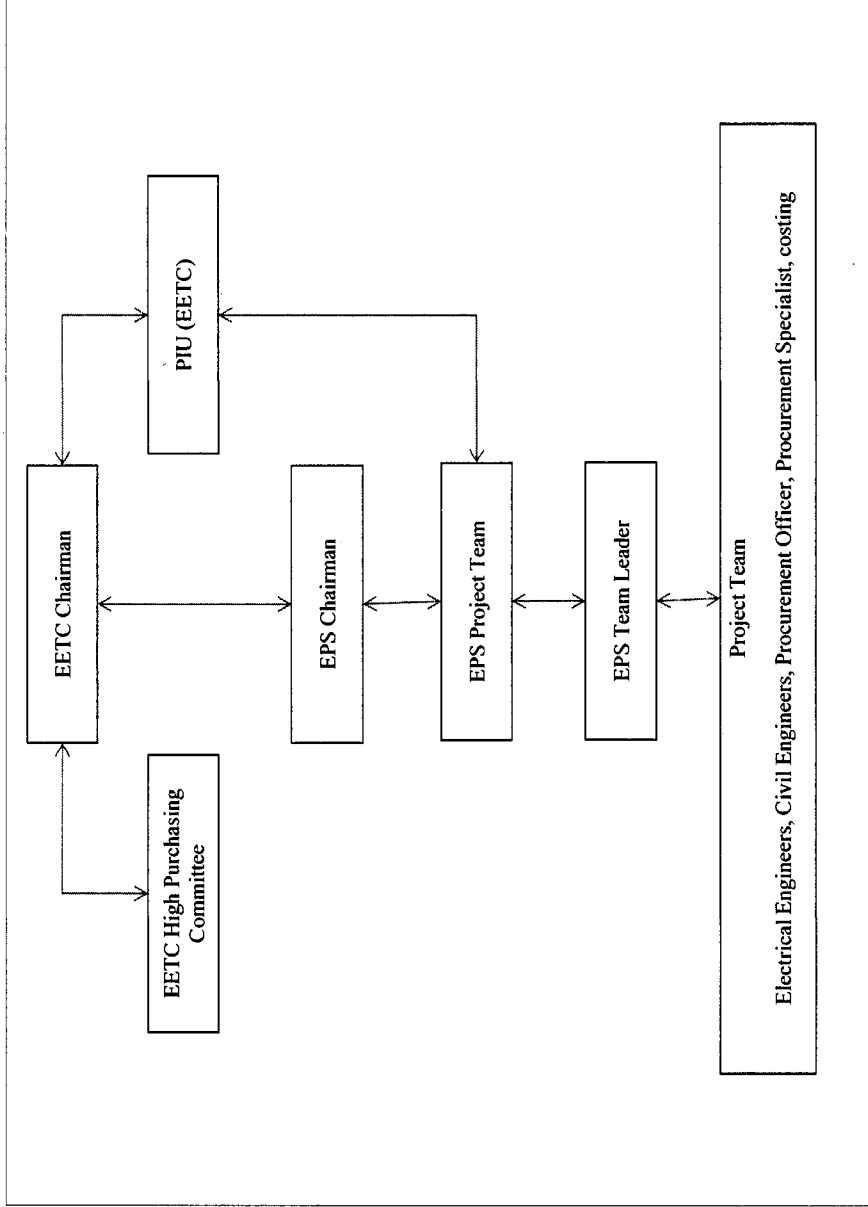 EETC Chairman
EETC High Purchasing
Committee
PIU (EETC)
EPS Chairman
EPS Project Team
EPS Team Leader
Project Team
Electrical Engineers, Civil Engineers, Procurement Officer, Procurement Specialist, costing